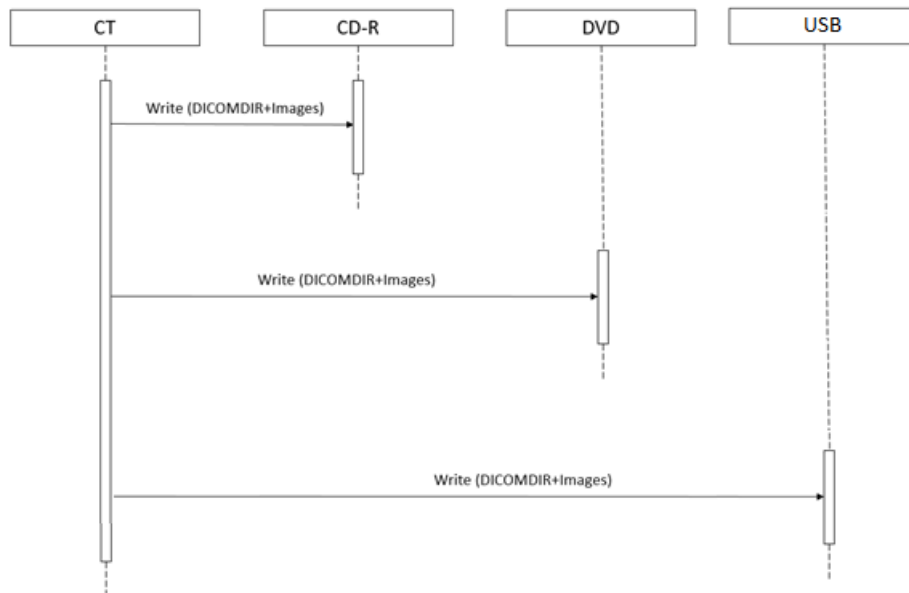 CT
CD-R
DVD
USB
Write (DICOMDIR+Images)
Write (DICOMDIR+Images)
Write (DICOMDIR+Images)